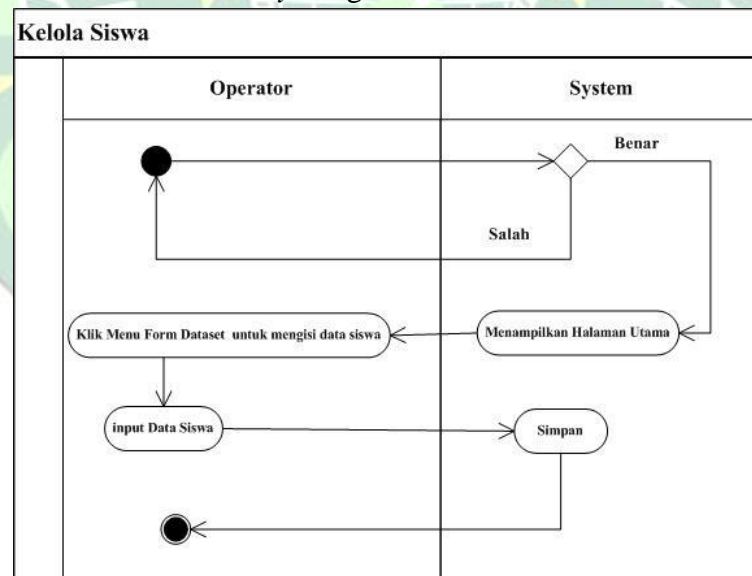 Kelola Siswa
Operator
System
Benar
Salah
Klik Menu Form Dataset untuk mengisi data siswa
Menampilkan Halaman Utama
input Data Siswa
Simpan